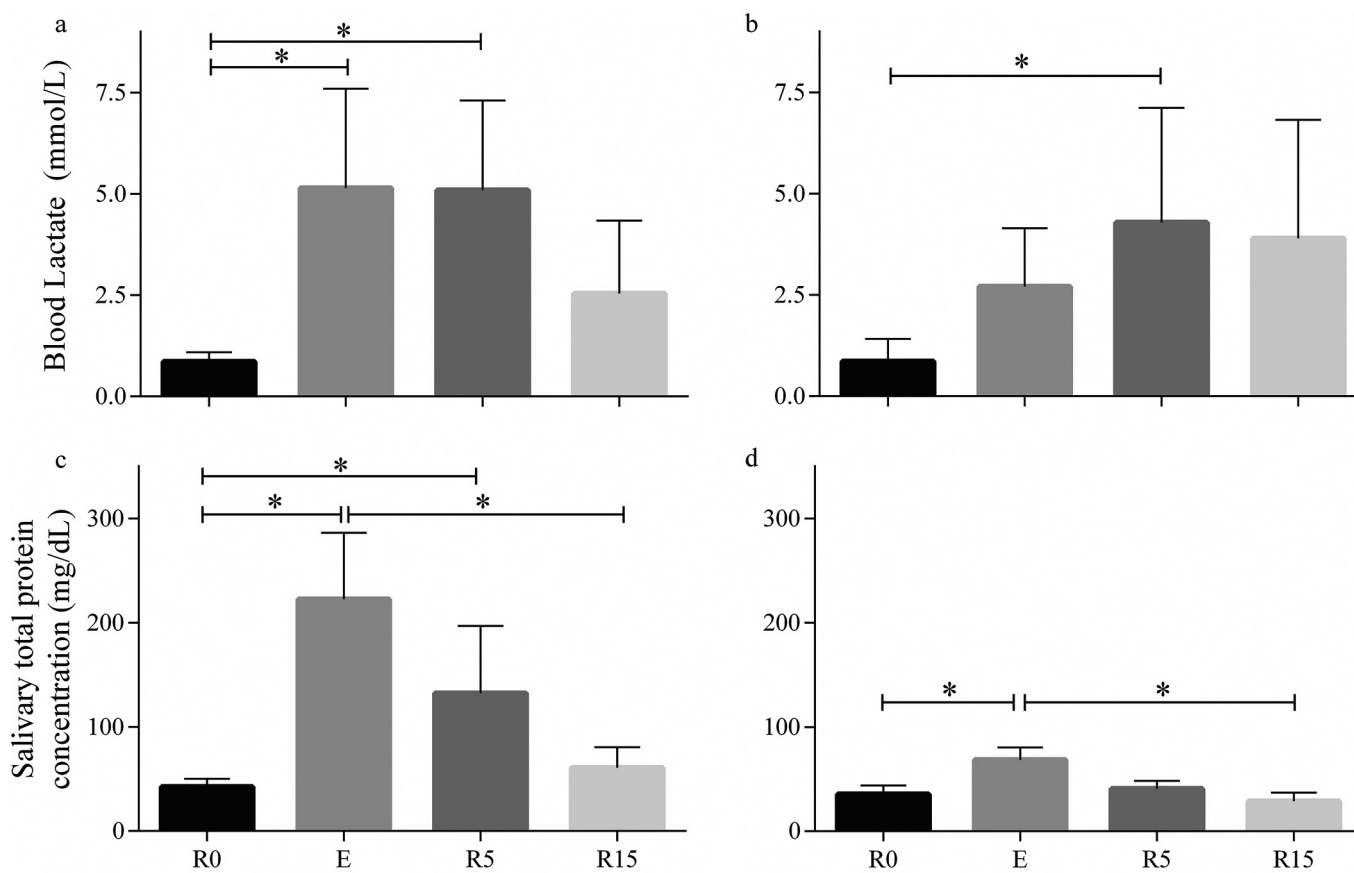 a
b
* * *
*
7.5
5.0
2.5
0.0
Blood Lactate (mmol/L)
7.5
5.0
2.5
0.0
c
d
*
* *
* *
300
200
100
0
Salivary total protein
concentration (mg/dL)
300
200
100
0
R0 E R5 R15
R0 E R5 R15